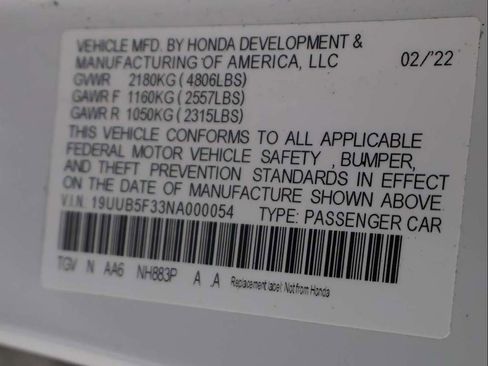 VEHICLE MFD. BY HONDA DEVELOPMENT &
MANUFACTURING OF AMERICA, LLC 02/'22
GVWR 2180KG (4806LBS)
GAWR F 1160KG (2557LBS)
GAWR R 1050KG (2315LBS)
THIS VEHICLE CONFORMS TO ALL APPLICABLE
FEDERAL MOTOR VEHICLE SAFETY , BUMPER,
AND THEFT PREVENTION STANDARDS IN EFFECT
ON THE DATE OF MANUFACTURE SHOWN ABOVE.
V.I.N.: 19UUB5F33NA000054 TYPE: PASSENGER CAR
TGV N AA6 NH883P A .A Replacement label: Not from Honda